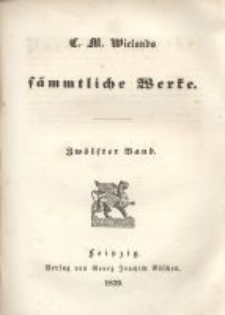 C. M. Wielands
sämmtliche Werke.
Zwölfter Band.
Leipzig.
Verlag von Georg Joachim Göschen.
1839.